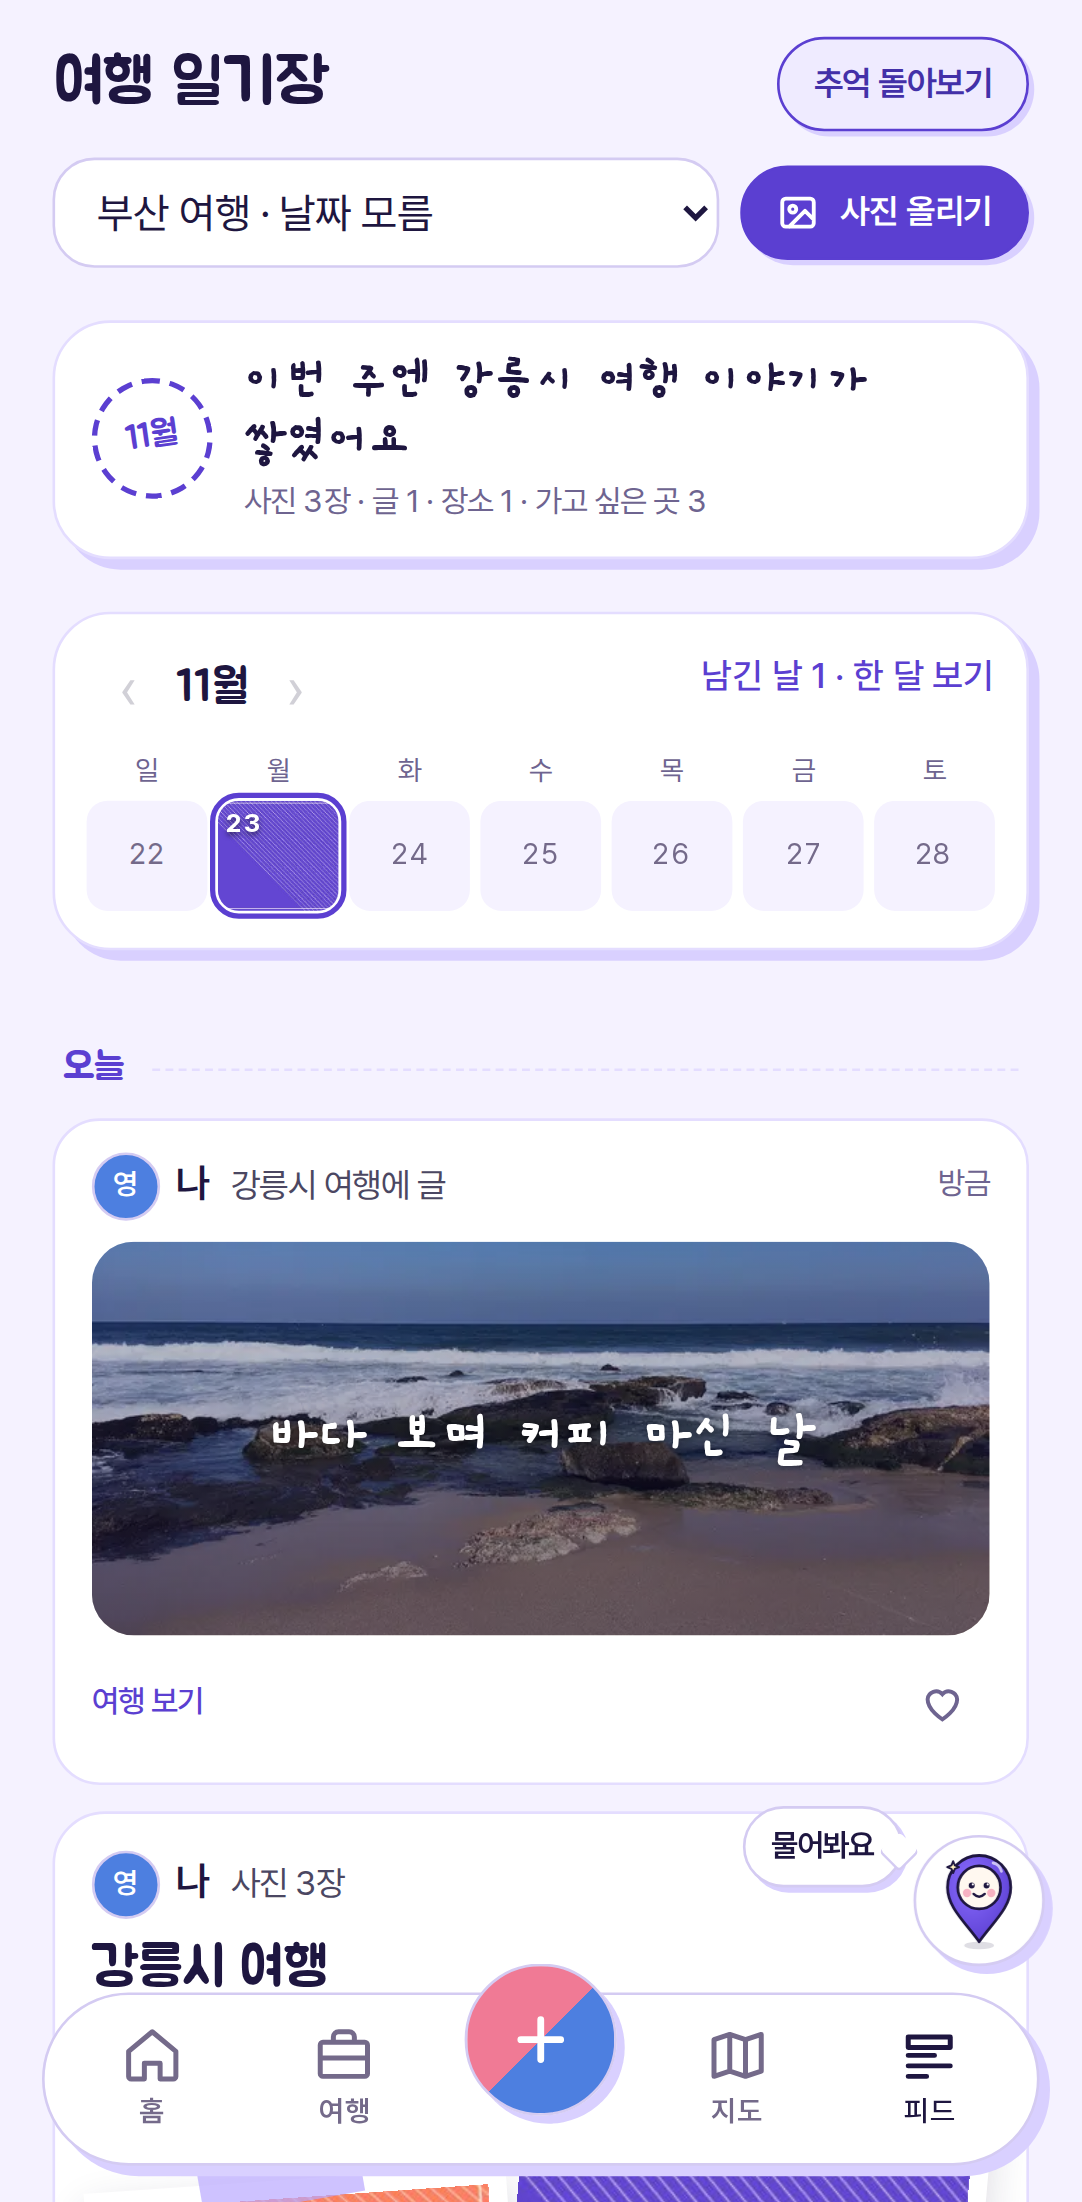 여행 일기장
추억 돌아보기
부산 여행 · 날짜 모름
사진 올리기
11월
이번 주엔 강릉시 여행 이야기가
쌓였어요
사진 3장 · 글 1 · 장소 1 · 가고 싶은 곳 3
‹ 11월 ›
남긴 날 1 · 한 달 보기
일 월 화 수 목 금 토
22 23 24 25 26 27 28
오늘
영 나 강릉시 여행에 글 방금
바다 보며 커피 마신 날
여행 보기
물어봐요
영 나 사진 3장
강릉시 여행
홈 여행 지도 피드